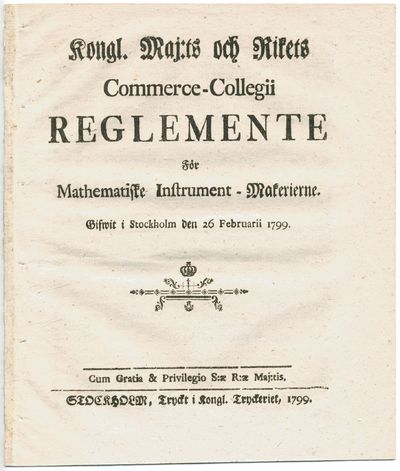 Kongl. Maj:ts och Rikets
Commerce-Collegii
REGLEMENTE
För
Mathematiſke Inſtrument - Makerierne.
Gifwit i Stockholm den 26 Februarii 1799.
Cum Gratia & Privilegio S:æ R:æ Maj:tis.
STOCKHOLM, Tryckt i Kongl. Tryckeriet, 1799.